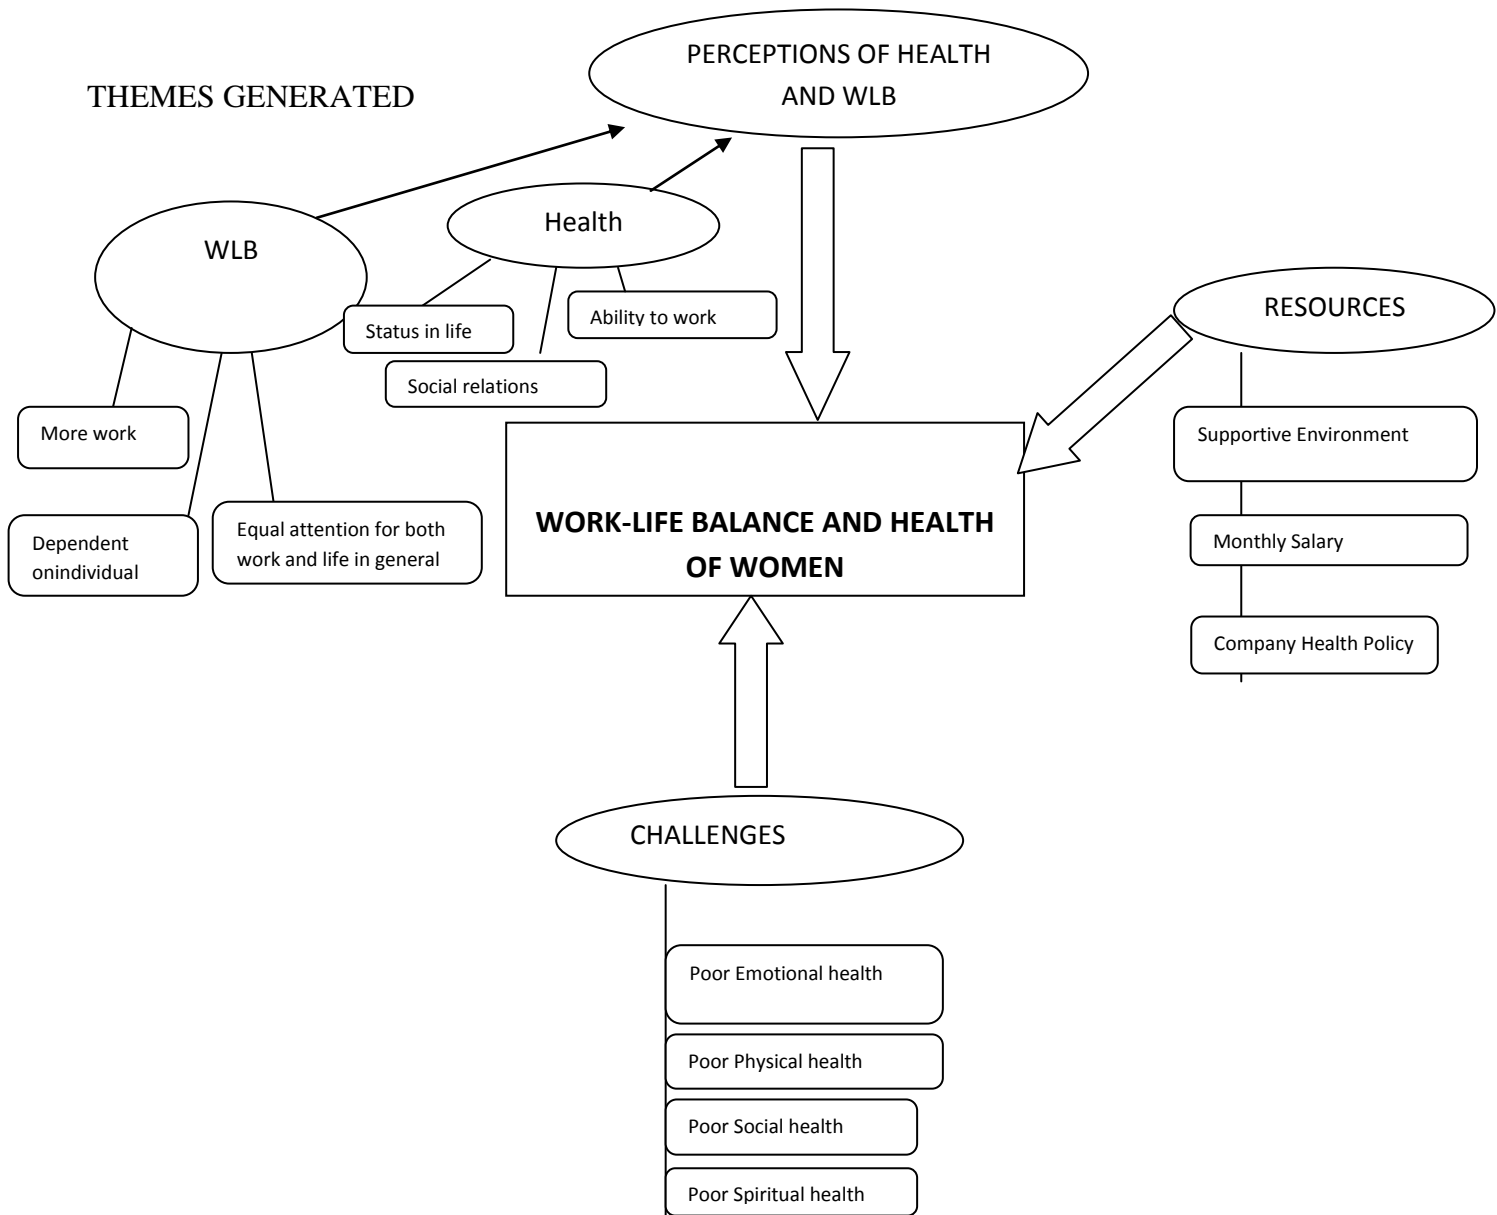 THEMES GENERATED
PERCEPTIONS OF HEALTH
AND WLB
WLB
Health
Status in life
Ability to work
Social relations
More work
Dependent
onindividual
Equal attention for both
work and life in general
RESOURCES
Supportive Environment
Monthly Salary
Company Health Policy
WORK-LIFE BALANCE AND HEALTH
OF WOMEN
CHALLENGES
Poor Emotional health
Poor Physical health
Poor Social health
Poor Spiritual health